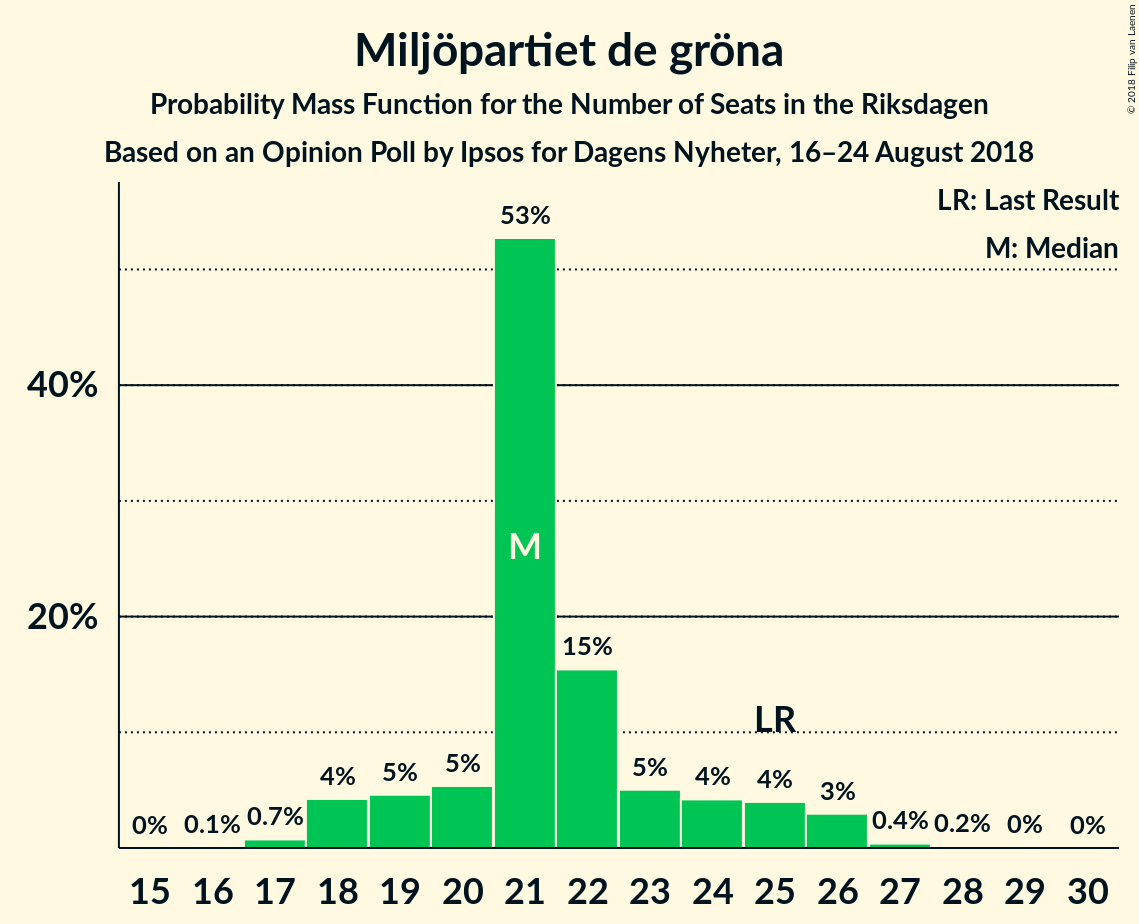 Miljöpartiet de gröna
Probability Mass Function for the Number of Seats in the Riksdagen
Based on an Opinion Poll by Ipsos for Dagens Nyheter, 16–24 August 2018
© 2018 Filip van Laenen
LR: Last Result
M: Median
53%
40%
M
20%
15%
LR
0% 0.1% 0.7% 4% 5% 5% 5% 4% 4% 3% 0.4% 0.2% 0% 0%
15 16 17 18 19 20 21 22 23 24 25 26 27 28 29 30